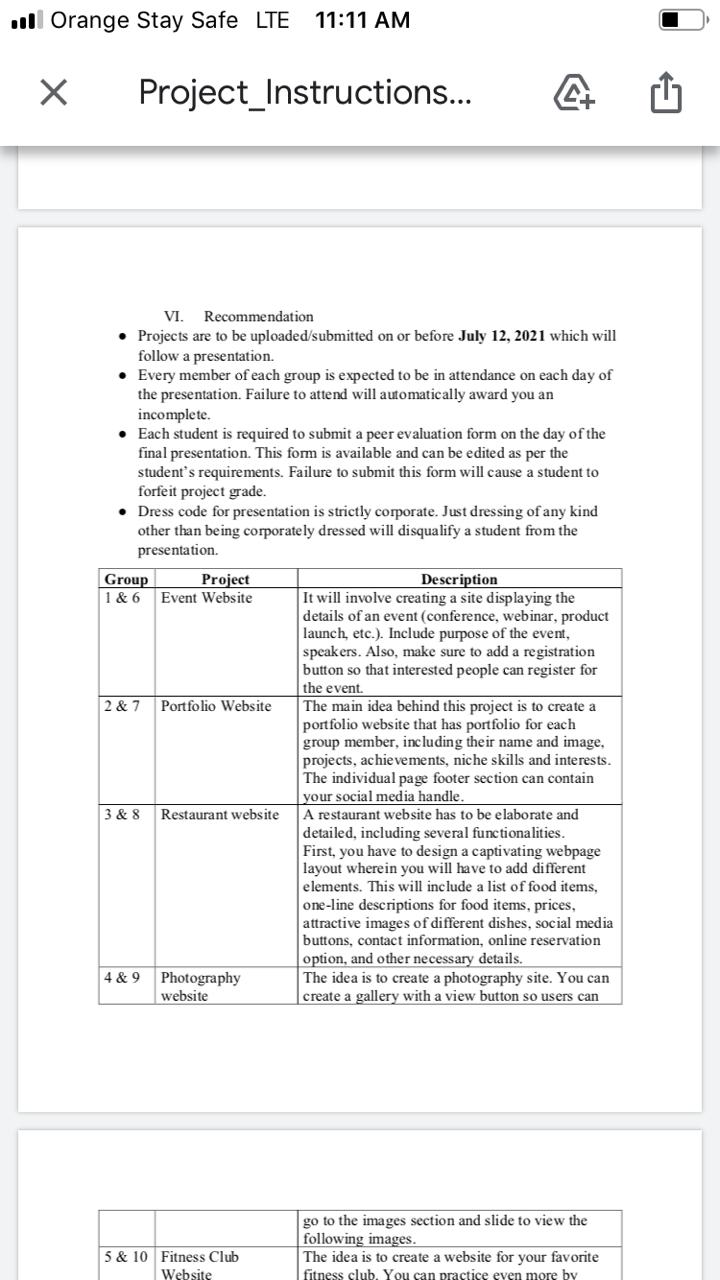 Orange Stay Safe LTE 11:11 AM
Project_Instructions...
VI. Recommendation
• Projects are to be uploaded/submitted on or before July 12, 2021 which will
follow a presentation.
• Every member of each group is expected to be in attendance on each day of
the presentation. Failure to attend will automatically award you an
incomplete.
• Each student is required to submit a peer evaluation form on the day of the
final presentation. This form is available and can be edited as per the
student's requirements. Failure to submit this form will cause a student to
forfeit project grade.
• Dress code for presentation is strictly corporate. Just dressing of any kind
other than being corporately dressed will disqualify a student from the
presentation.
Group Project Description
1 & 6 Event Website It will involve creating a site displaying the
details of an event (conference, webinar, product
launch, etc.). Include purpose of the event,
speakers. Also, make sure to add a registration
button so that interested people can register for
the event.
2 & 7 Portfolio Website The main idea behind this project is to create a
portfolio website that has portfolio for each
group member, including their name and image,
projects, achievements, niche skills and interests.
The individual page footer section can contain
your social media handle.
3 & 8 Restaurant website A restaurant website has to be elaborate and
detailed, including several functionalities.
First, you have to design a captivating webpage
layout wherein you will have to add different
elements. This will include a list of food items,
one-line descriptions for food items, prices,
attractive images of different dishes, social media
buttons, contact information, online reservation
option, and other necessary details.
4 & 9 Photography The idea is to create a photography site. You can
website create a gallery with a view button so users can
go to the images section and slide to view the
following images.
5 & 10 Fitness Club The idea is to create a website for your favorite
Website fitness club. You can practice even more by